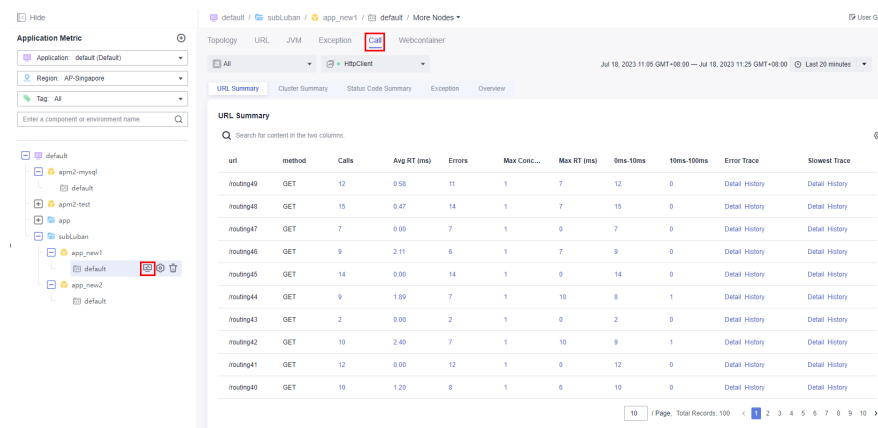 Hide
default / subLuban / app_new1 / default / More Nodes
User G
Application Metric
Topology URL JVM Exception Call Webcontainer
Application: default (Default)
All
HttpClient
Jul 18, 2023 11:05 GMT+08:00 — Jul 18, 2023 11:25 GMT+08:00
Last 20 minutes
Region: AP-Singapore
Tag: All
URL Summary Cluster Summary Status Code Summary Exception Overview
Enter a component or environment name.
URL Summary
Search for content in the two columns.
default
apm2-mysql
default
apm2-test
app
subLuban
app_new1
default
app_new2
default
url method Calls Avg RT (ms) Errors Max Conc... Max RT (ms) 0ms-10ms 10ms-100ms Error Trace Slowest Trace
/routing49 GET 12 0.58 11 1 7 12 0 Detail History Detail History
/routing48 GET 15 0.47 14 1 7 15 0 Detail History Detail History
/routing47 GET 7 0.00 7 1 0 7 0 Detail History Detail History
/routing46 GET 9 2.11 6 1 7 9 0 Detail History Detail History
/routing45 GET 14 0.00 14 1 0 14 0 Detail History Detail History
/routing44 GET 9 1.89 7 1 10 8 1 Detail History Detail History
/routing43 GET 2 0.00 2 1 0 2 0 Detail History Detail History
/routing42 GET 10 2.40 7 1 10 9 1 Detail History Detail History
/routing41 GET 12 0.00 12 1 0 12 0 Detail History Detail History
/routing40 GET 10 1.20 8 1 6 10 0 Detail History Detail History
10 / Page, Total Records: 100 < 1 2 3 4 5 6 7 8 9 10 >